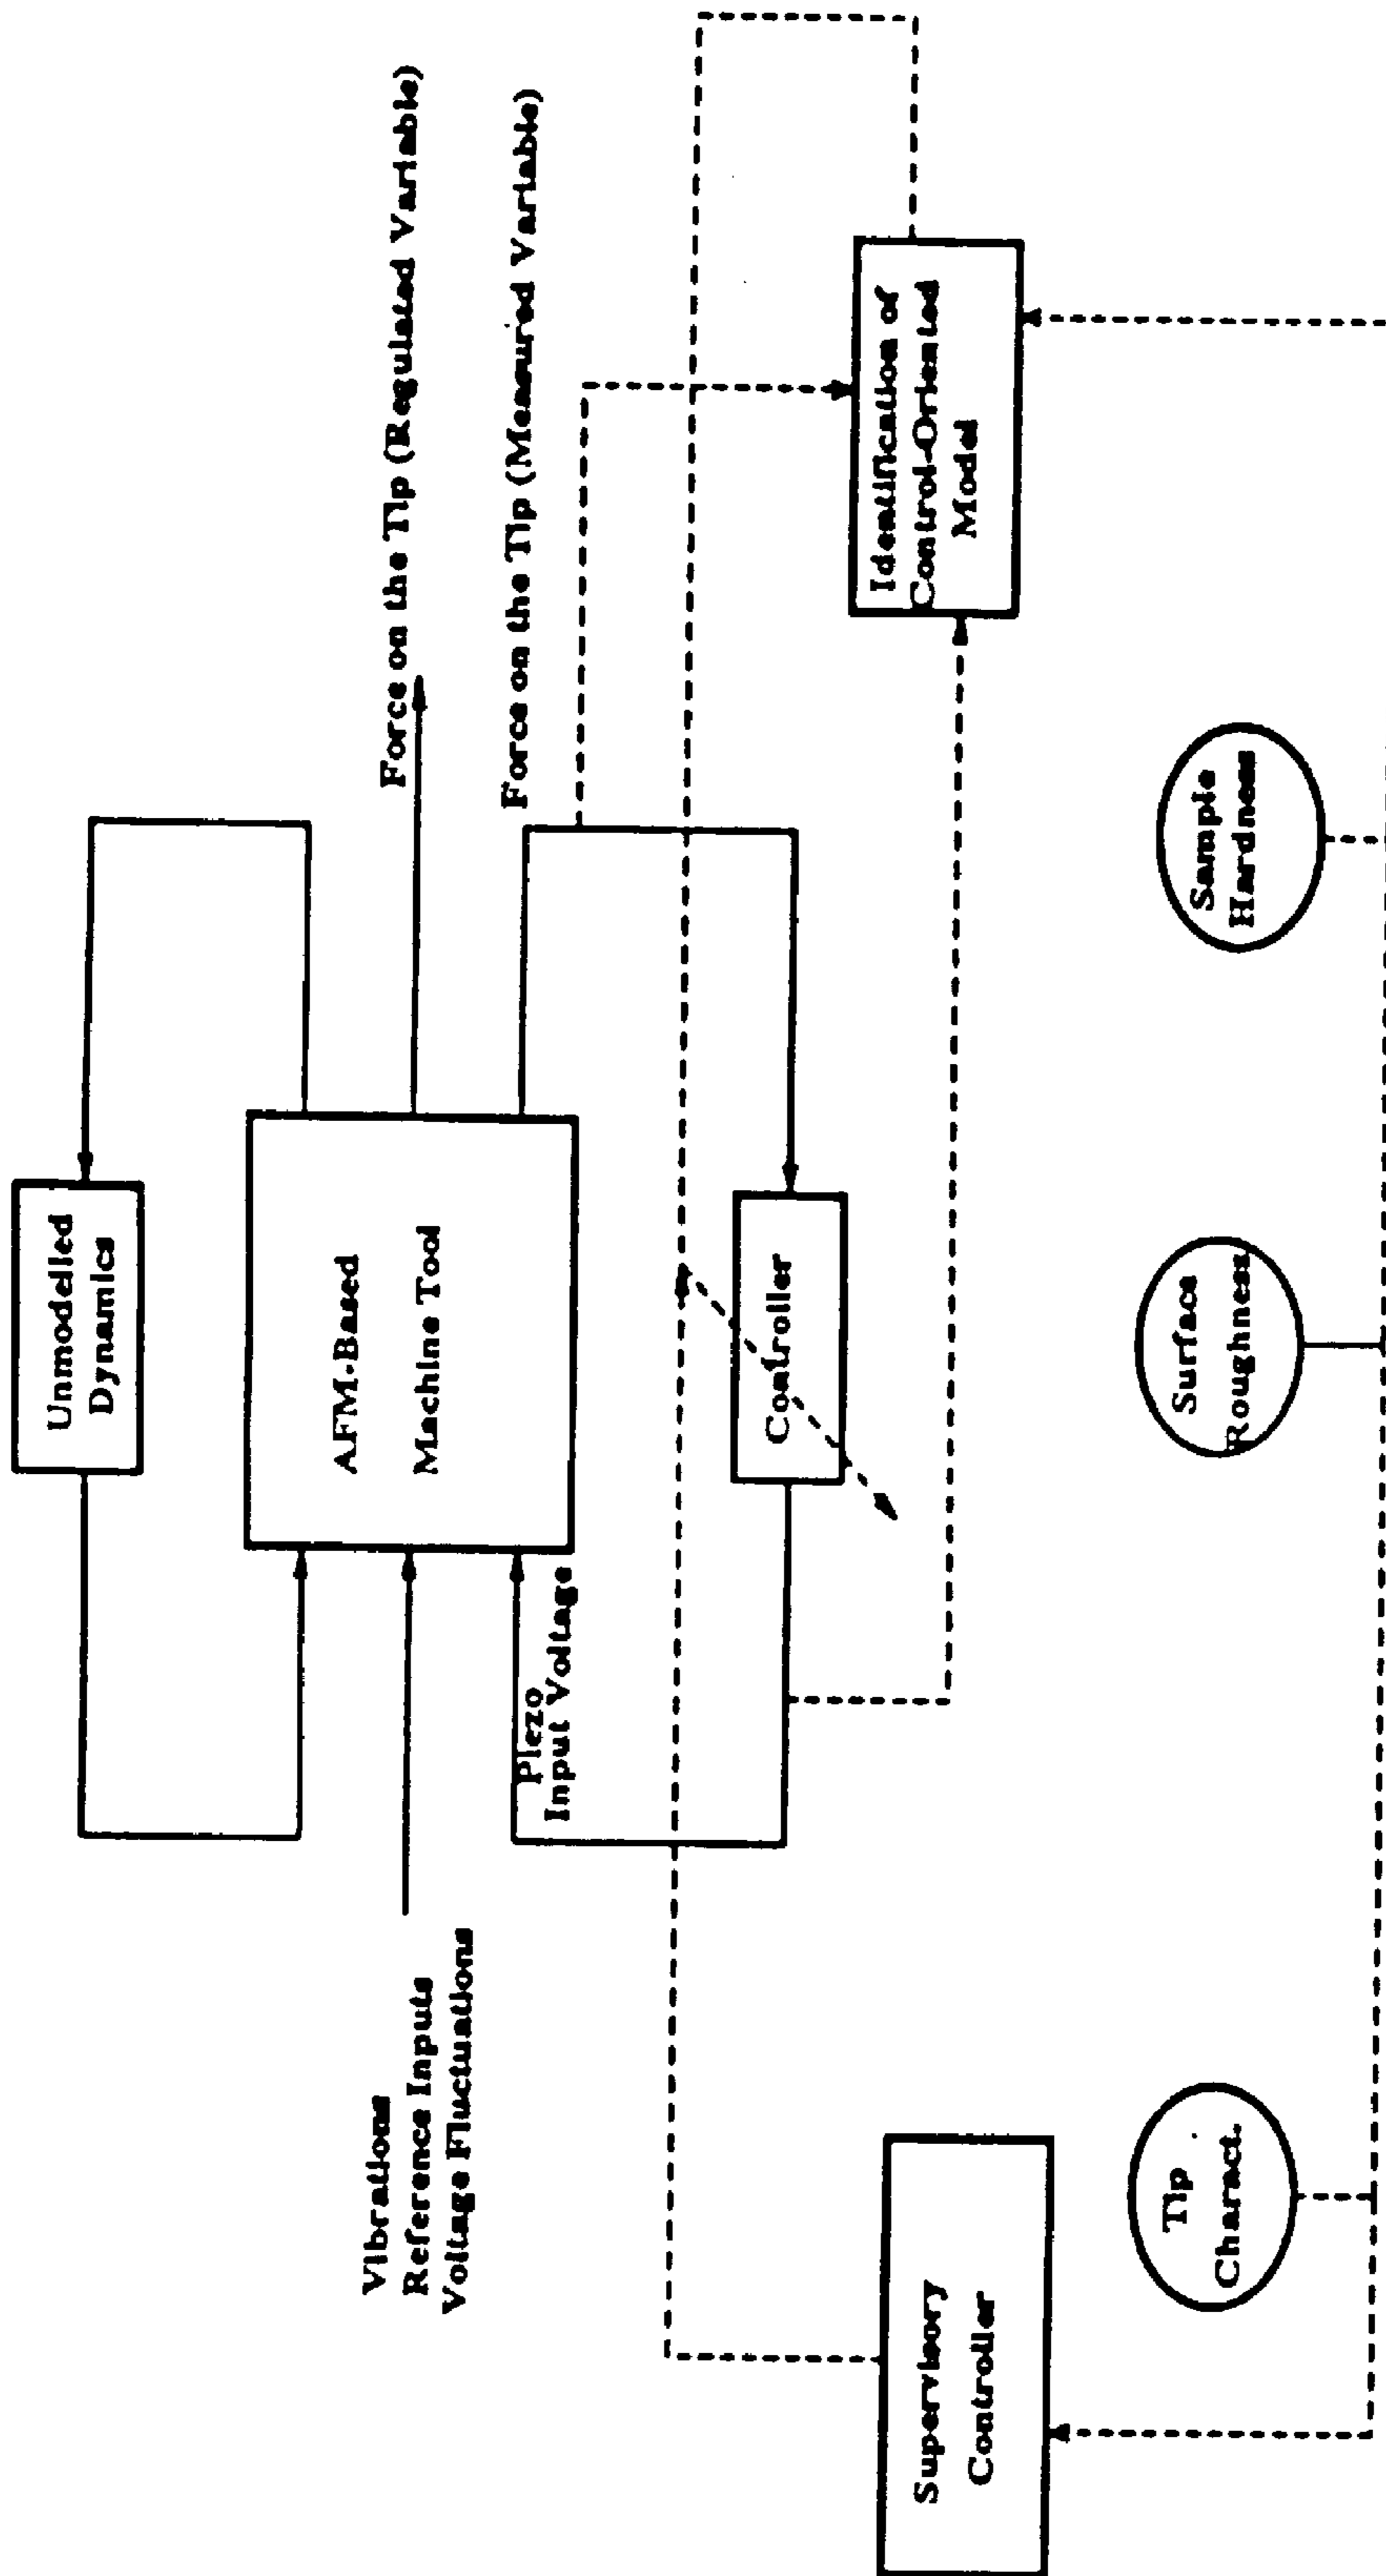 Unmodelled
Dynamics
AFM-Based
Machine Tool
Vibrations
Reference Inputs
Voltage Fluctuations
Force on the Tip (Regulated Variable)
Force on the Tip (Measured Variable)
Piezo
Input Voltage
Controller
Identification of
Control-Oriented
Model
Supervisory
Controller
Tip
Charact.
Surface
Roughness
Sample
Hardness